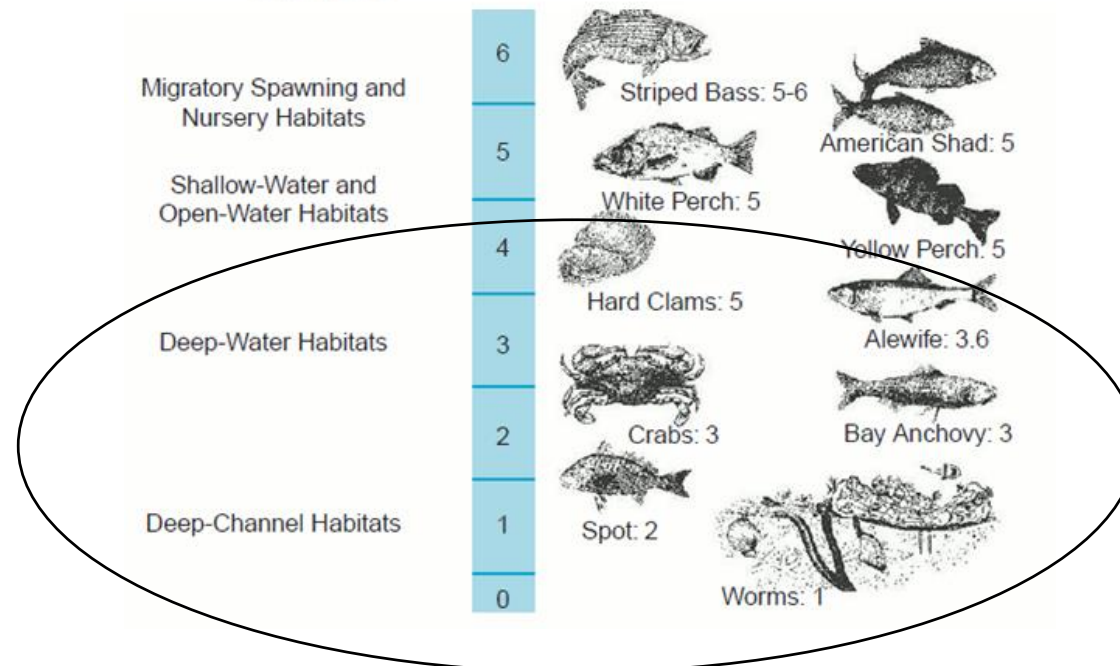 Migratory Spawning and
Nursery Habitats
Shallow-Water and
Open-Water Habitats
Deep-Water Habitats
Deep-Channel Habitats
6
5
4
3
2
1
0
Striped Bass: 5-6
American Shad: 5
White Perch: 5
Yellow Perch: 5
Hard Clams: 5
Alewife: 3.6
Crabs: 3
Bay Anchovy: 3
Spot: 2
Worms: 1